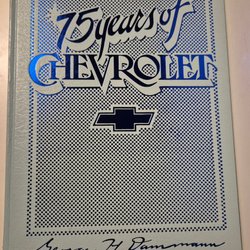 75 years of
CHEVROLET
George H. Dammann